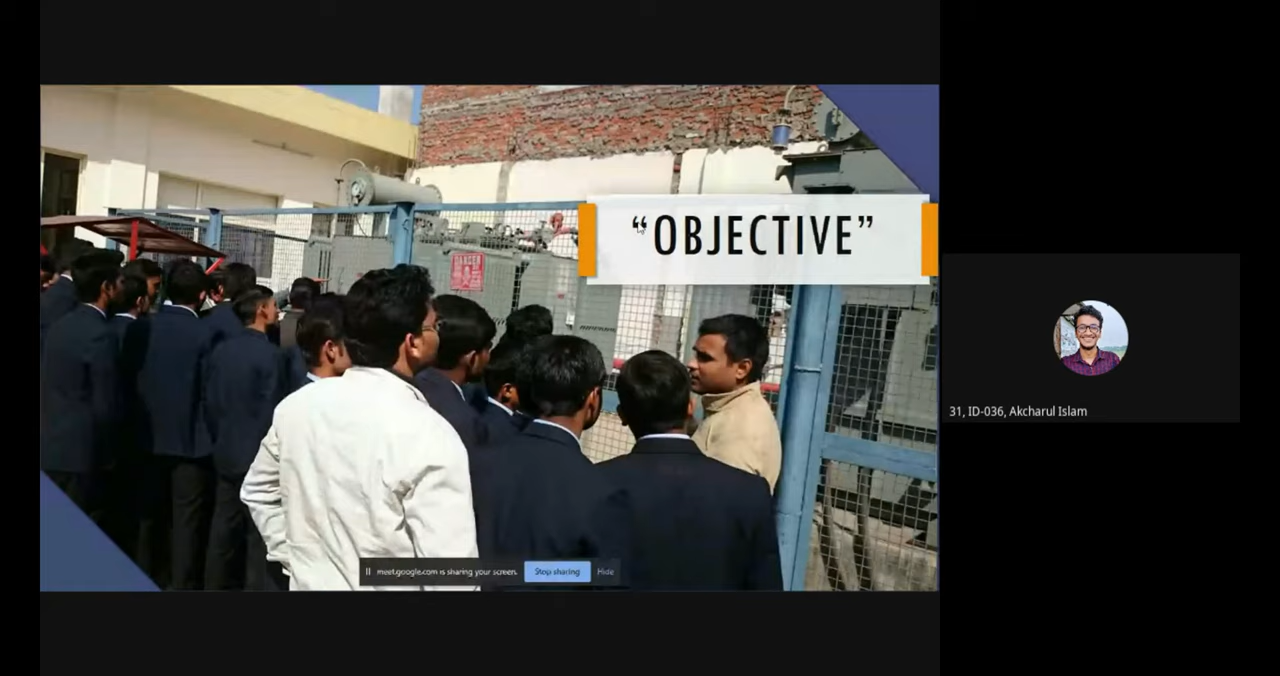 “OBJECTIVE”
DANGER
meet.google.com is sharing your screen.
Stop sharing
Hide
31, ID-036, Akcharul Islam